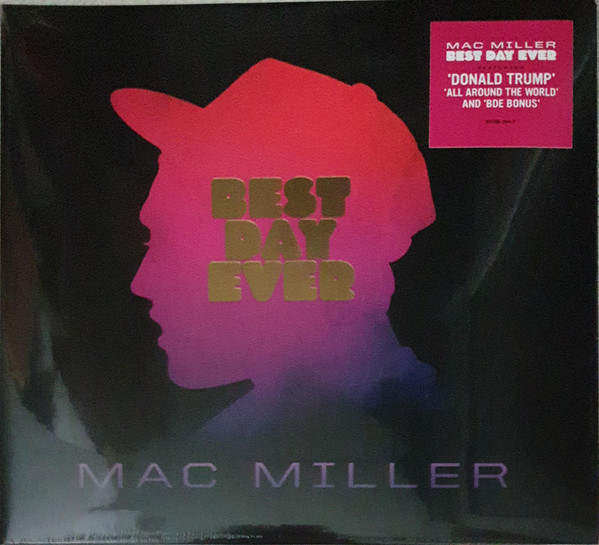 MAC MILLER
BEST DAY EVER
'DONALD TRUMP'
'ALL AROUND THE WORLD'
AND 'BDE BONUS'
BEST
DAY
EVER
MAC MILLER